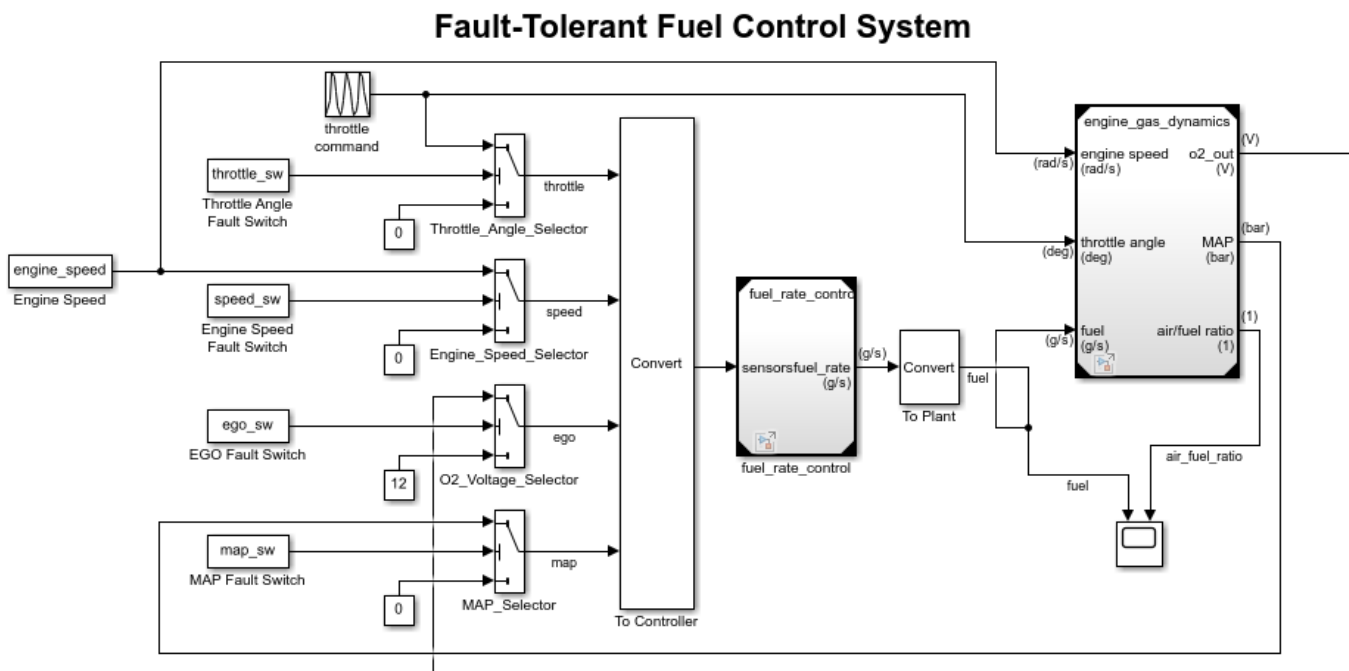 Fault-Tolerant Fuel Control System
throttle
command
engine_gas_dynamics
(V)
(rad/s)
engine speed
(rad/s)
o2_out
(V)
throttle_sw
Throttle Angle
Fault Switch
throttle
0
Throttle_Angle_Selector
(deg)
throttle angle
(deg)
(bar)
MAP
(bar)
engine_speed
Engine Speed
speed_sw
Engine Speed
Fault Switch
speed
0
Engine_Speed_Selector
Convert
To Controller
fuel_rate_contro
sensorsfuel_rate
(g/s)
fuel_rate_control
(g/s)
Convert
To Plant
fuel
(g/s)
fuel
(g/s)
(1)
air/fuel ratio
(1)
ego_sw
EGO Fault Switch
ego
12
O2_Voltage_Selector
air_fuel_ratio
fuel
map_sw
MAP Fault Switch
map
0
MAP_Selector